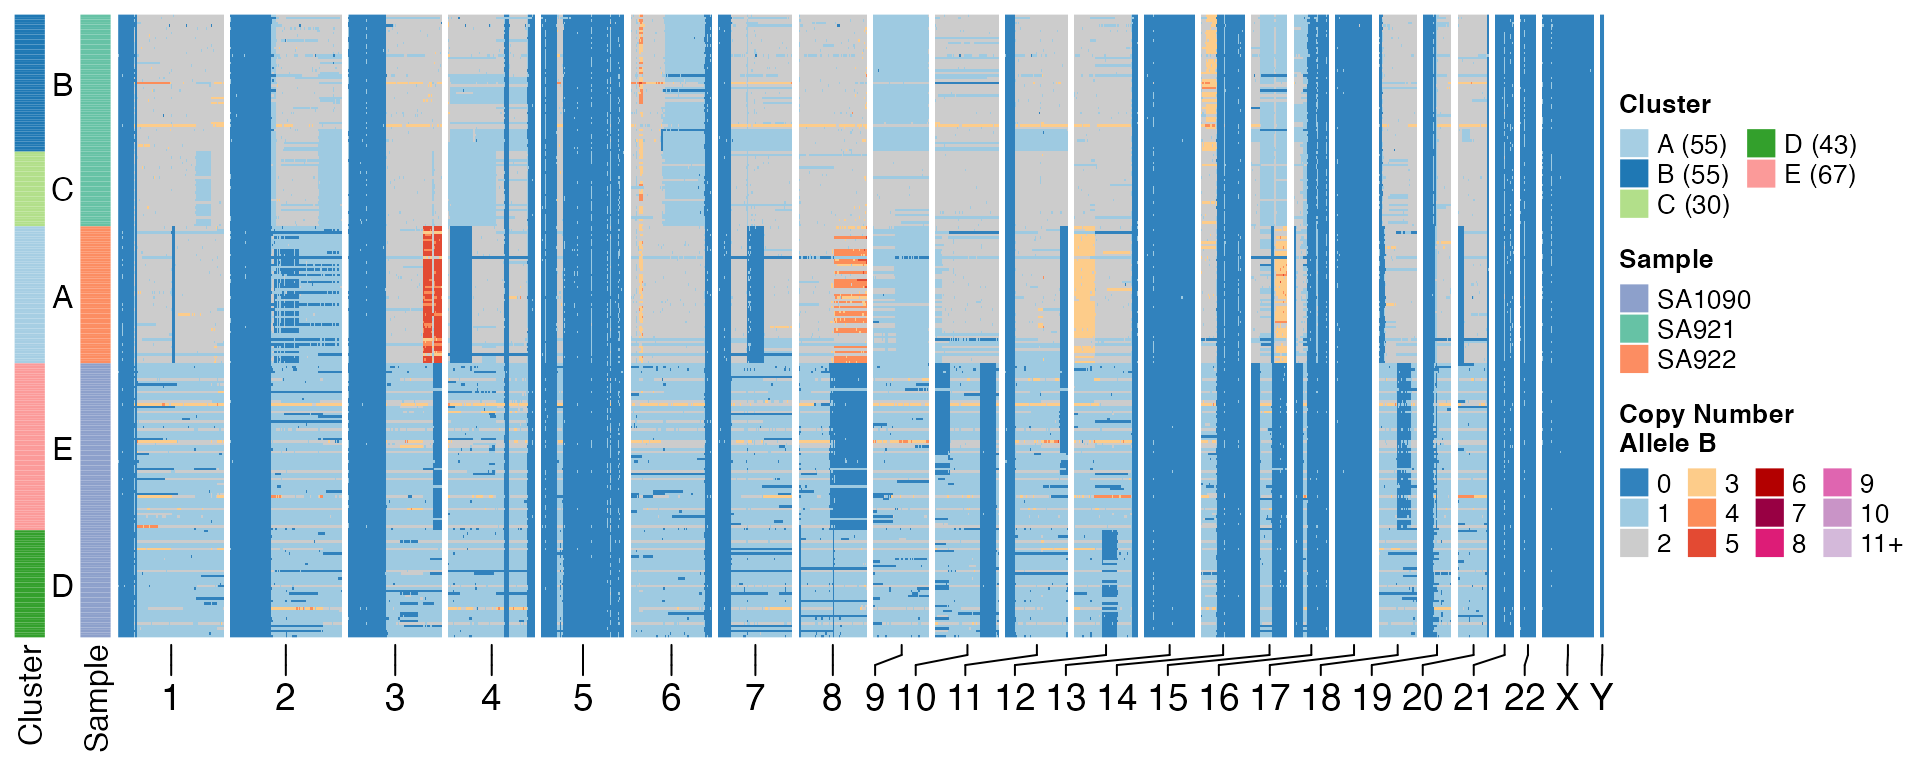 B
C
A
E
D
Cluster
Sample
1 2 3 4 5 6 7 8 9 10 11 12 13 14 15 16 17 18 19 20 21 22 X Y
Cluster
A (55) D (43)
B (55) E (67)
C (30)
Sample
SA1090
SA921
SA922
Copy Number
Allele B
0 3 6 9
1 4 7 10
2 5 8 11+